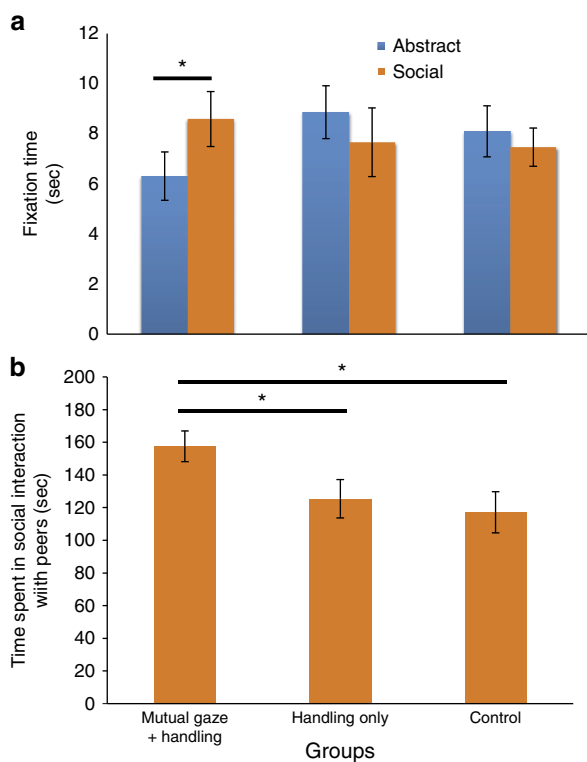 a
12
10
8
6
4
2
0
Fixation time
(sec)
*
Abstract
Social
b
200
180
160
140
120
100
80
60
40
20
0
Time spent in social interaction
wiith peers (sec)
*
*
Mutual gaze
+ handling
Handling only
Control
Groups